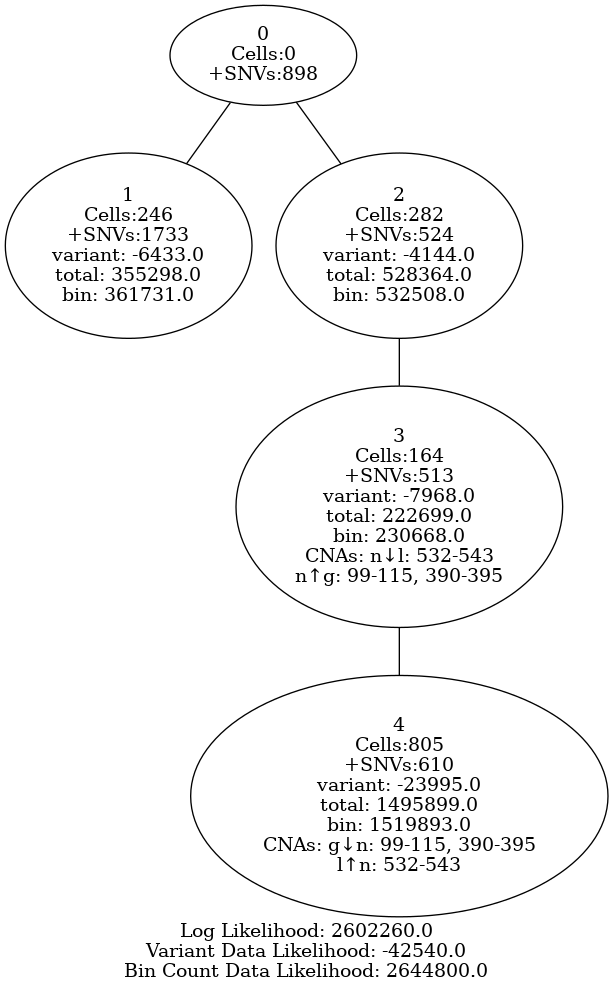 0
Cells:0
+SNVs:898
1
Cells:246
+SNVs:1733
variant: -6433.0
total: 355298.0
bin: 361731.0
2
Cells:282
+SNVs:524
variant: -4144.0
total: 528364.0
bin: 532508.0
3
Cells:164
+SNVs:513
variant: -7968.0
total: 222699.0
bin: 230668.0
CNAs: n↓l: 532-543
n↑g: 99-115, 390-395
4
Cells:805
+SNVs:610
variant: -23995.0
total: 1495899.0
bin: 1519893.0
CNAs: g↓n: 99-115, 390-395
l↑n: 532-543
Log Likelihood: 2602260.0
Variant Data Likelihood: -42540.0
Bin Count Data Likelihood: 2644800.0